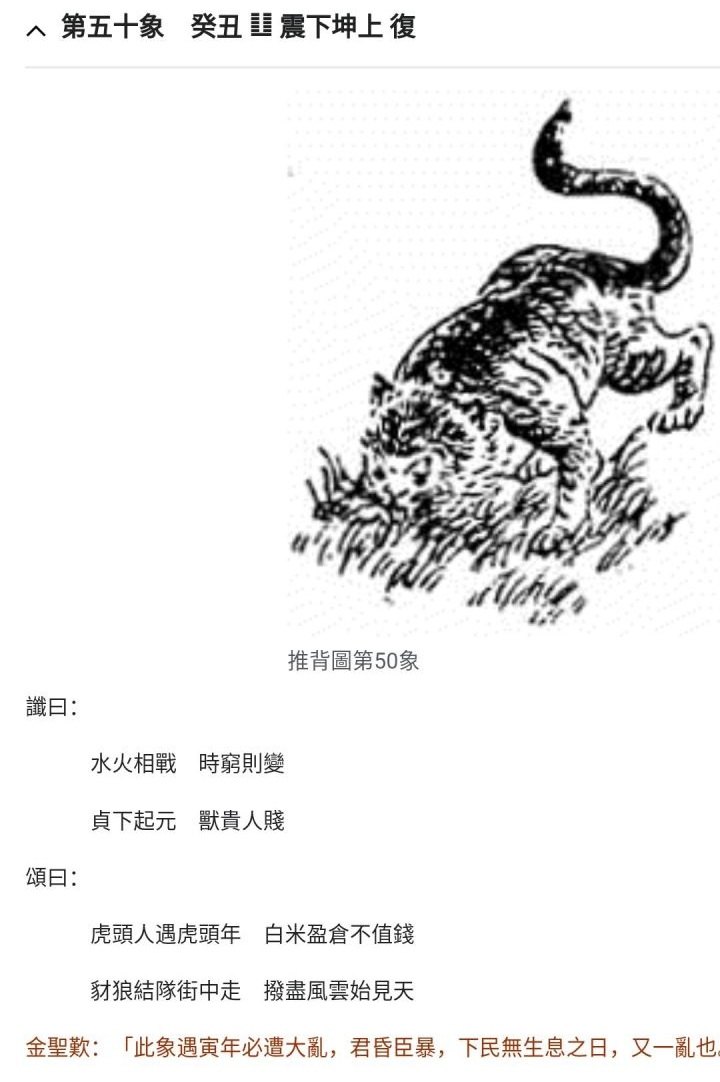 第五十象　癸丑 ䷗ 震下坤上 復
推背圖第50象
讖曰：
水火相戰　時窮則變
貞下起元　獸貴人賤
頌曰：
虎頭人遇虎頭年　白米盈倉不值錢
豺狼結隊街中走　撥盡風雲始見天
金聖歎：「此象遇寅年必遭大亂，君昏臣暴，下民無生息之日，又一亂也。